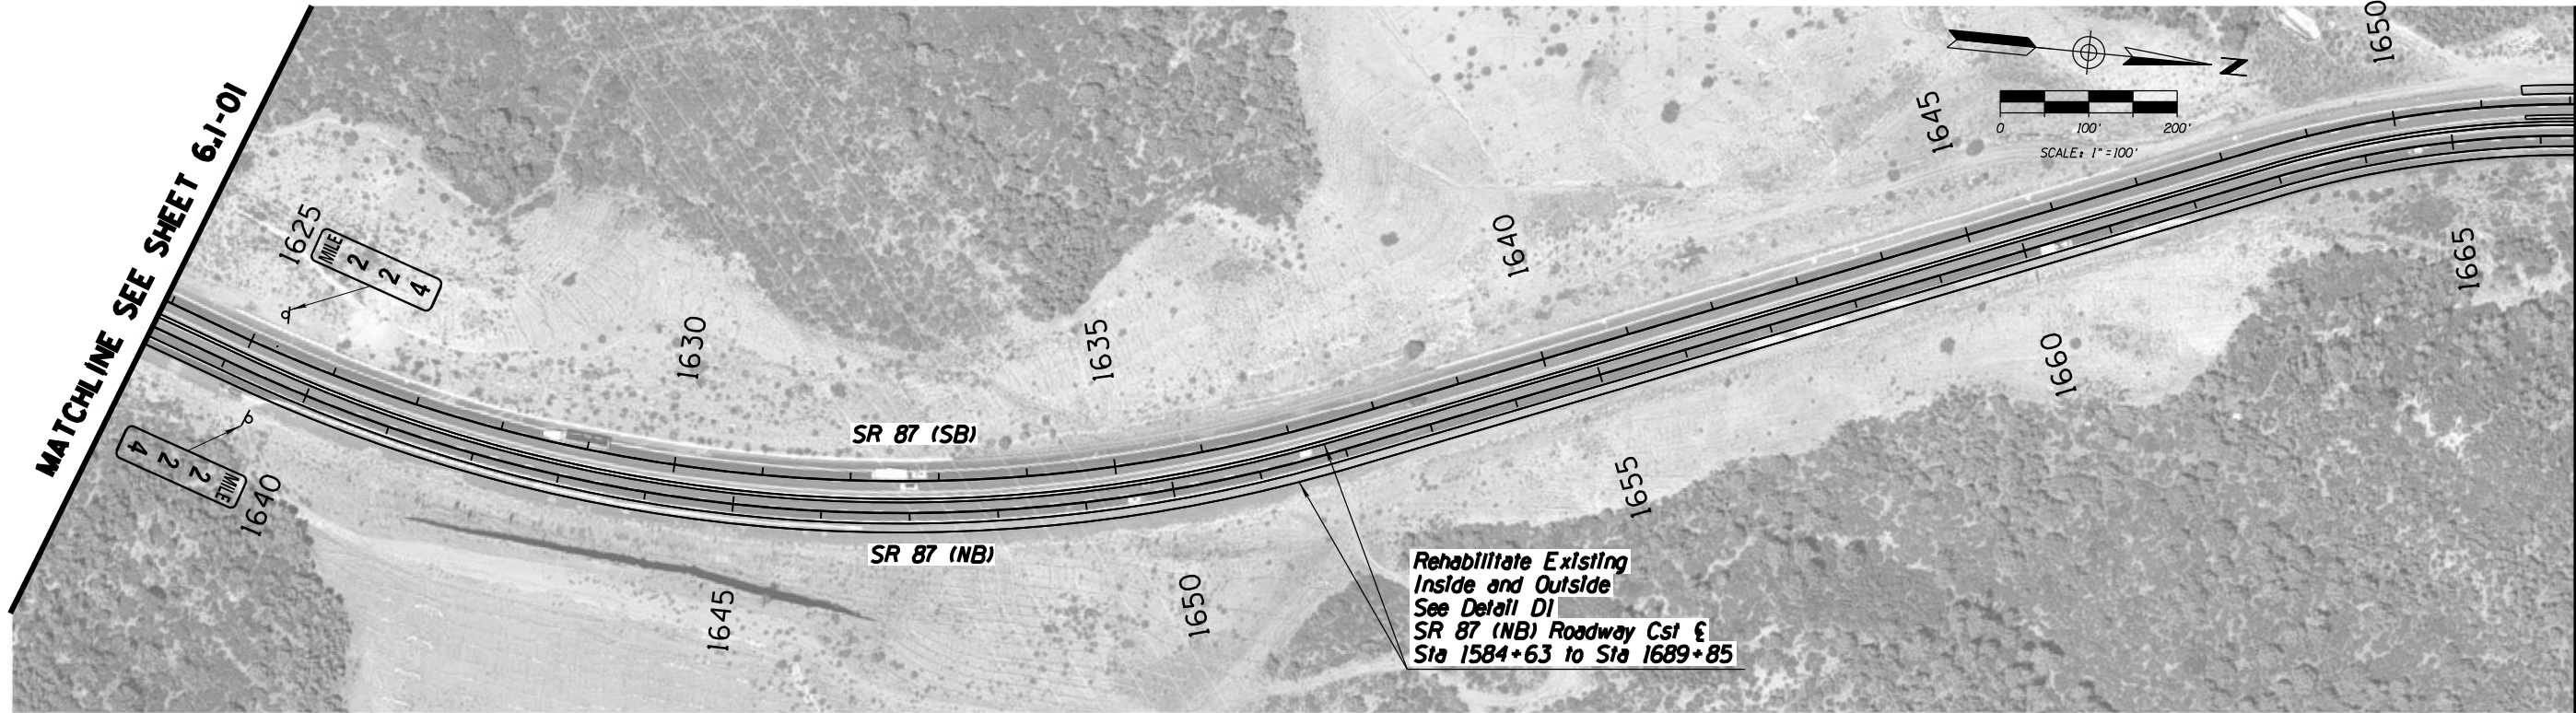 MATCHLINE SEE SHEET 6.1-01
1625
MILE
2
2
4
1630
1635
1640
1645
1650
N
0 100' 200'
SCALE: 1" =100'
SR 87 (SB)
SR 87 (NB)
MILE
2
2
4
1640
1645
1650
1655
1660
1665
Rehabilitate Existing
Inside and Outside
See Detail D1
SR 87 (NB) Roadway Cst ℄
Sta 1584+63 to Sta 1689+85